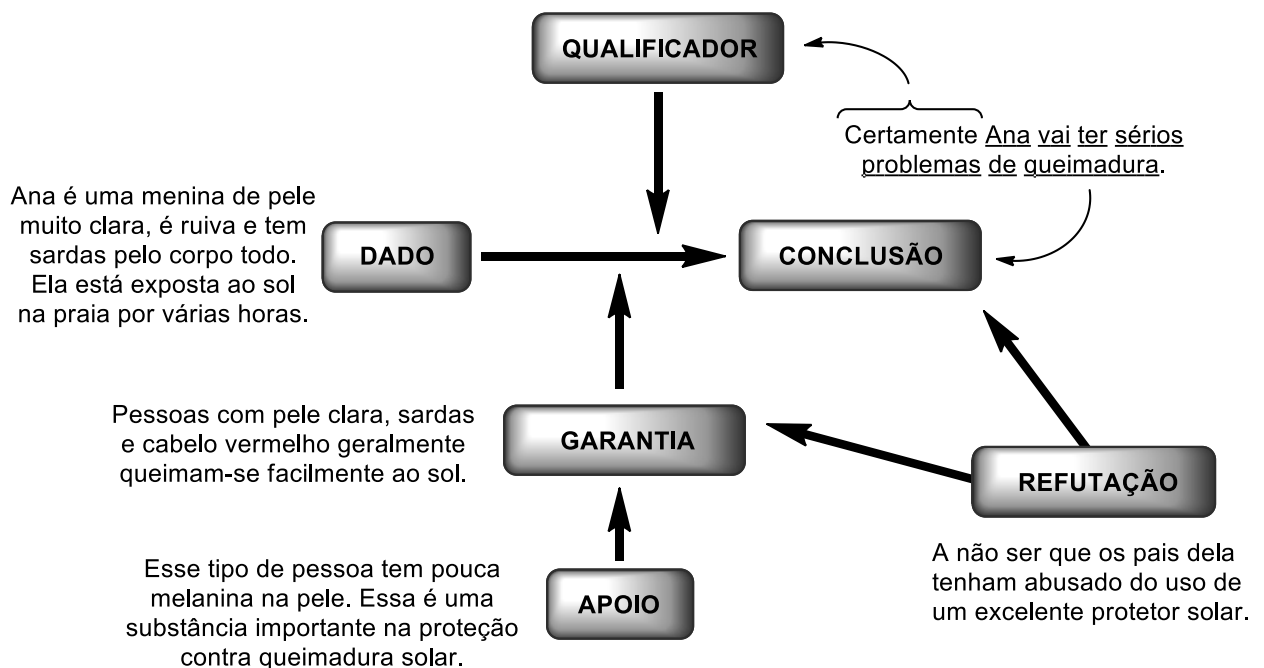 QUALIFICADOR
Certamente Ana vai ter sérios
problemas de queimadura.
Ana é uma menina de pele
muito clara, é ruiva e tem
sardas pelo corpo todo.
Ela está exposta ao sol
na praia por várias horas.
DADO
CONCLUSÃO
Pessoas com pele clara, sardas
e cabelo vermelho geralmente
queimam-se facilmente ao sol.
GARANTIA
REFUTAÇÃO
A não ser que os pais dela
tenham abusado do uso de
um excelente protetor solar.
Esse tipo de pessoa tem pouca
melanina na pele. Essa é uma
substância importante na proteção
contra queimadura solar.
APOIO